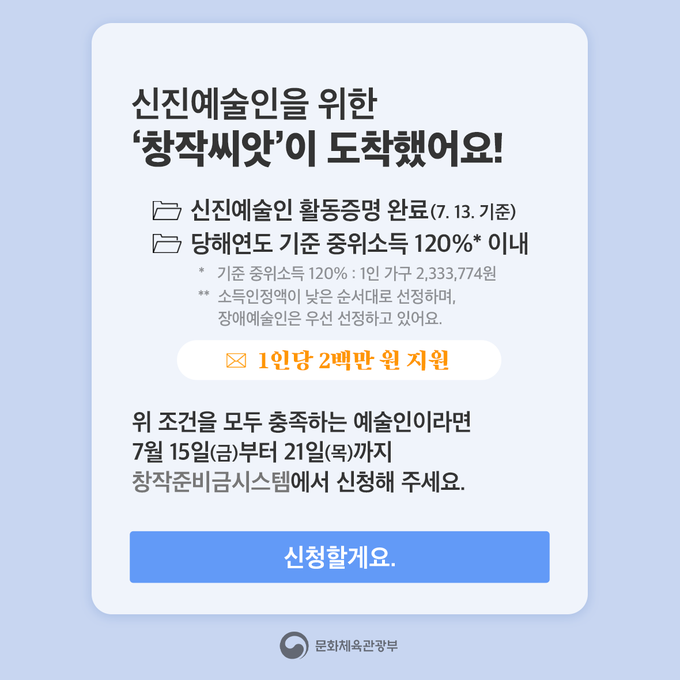 신진예술인을 위한
‘창작씨앗’이 도착했어요!
신진예술인 활동증명 완료(7. 13. 기준)
당해연도 기준 중위소득 120%* 이내
* 기준 중위소득 120% : 1인 가구 2,333,774원
** 소득인정액이 낮은 순서대로 선정하며,
장애예술인은 우선 선정하고 있어요.
1인당 2백만 원 지원
위 조건을 모두 충족하는 예술인이라면
7월 15일(금)부터 21일(목)까지
창작준비금시스템에서 신청해 주세요.
신청할게요.
문화체육관광부